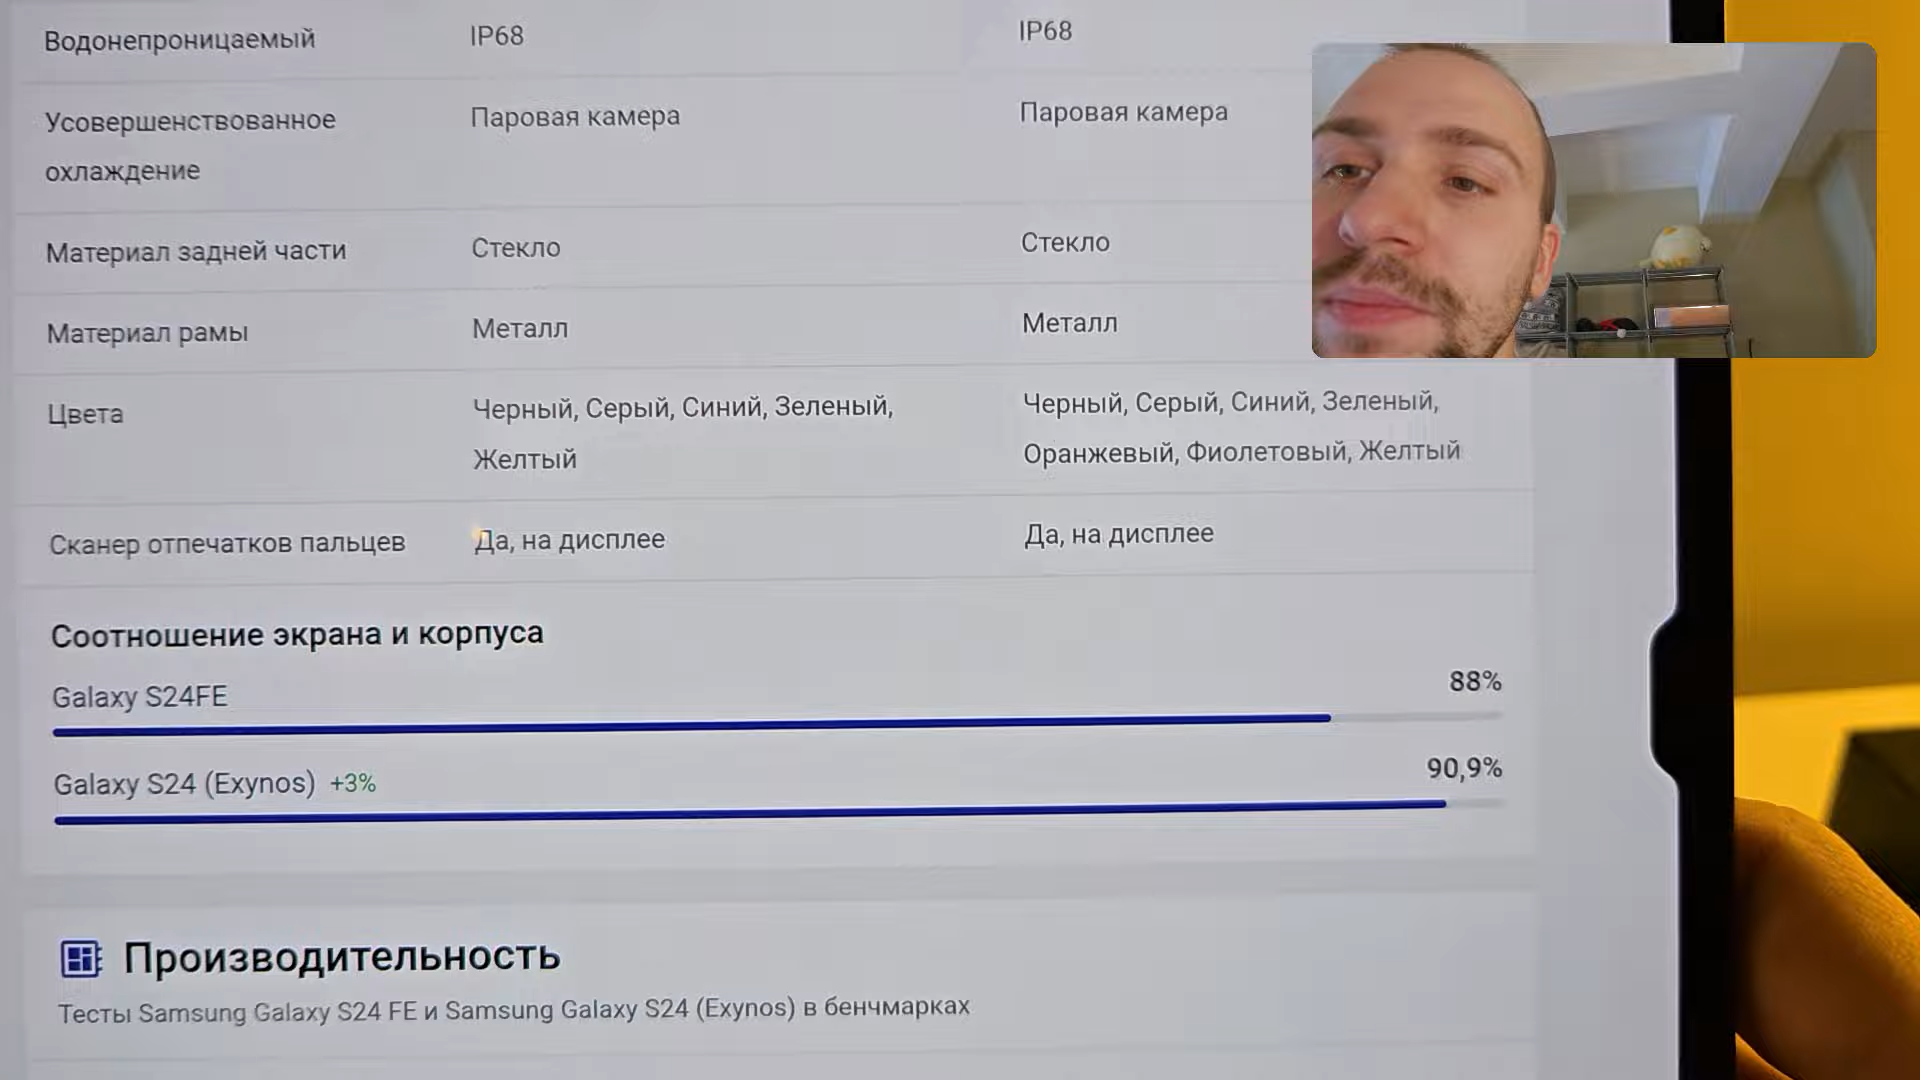 Водонепроницаемый IP68 IP68
Усовершенствованное Паровая камера Паровая камера
охлаждение
Материал задней части Стекло Стекло
Материал рамы Металл Металл
Цвета Черный, Серый, Синий, Зеленый, Черный, Серый, Синий, Зеленый,
Желтый Оранжевый, Фиолетовый, Желтый
Сканер отпечатков пальцев Да, на дисплее Да, на дисплее
Соотношение экрана и корпуса
Galaxy S24FE 88%
Galaxy S24 (Exynos) +3% 90,9%
Производительность
Тесты Samsung Galaxy S24 FE и Samsung Galaxy S24 (Exynos) в бенчмарках